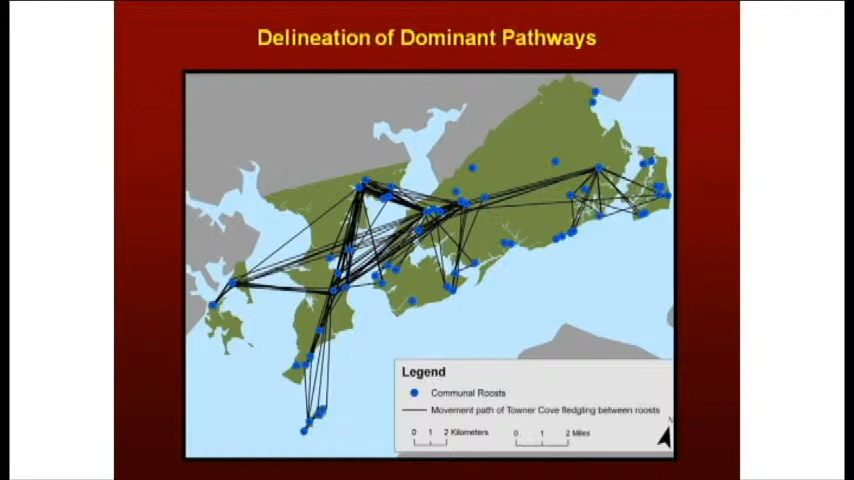 Delineation of Dominant Pathways
Legend
Communal Roosts
Movement path of Towner Cove fledgling between roosts
0 1 2 Kilometers 0 1 2 Miles
N